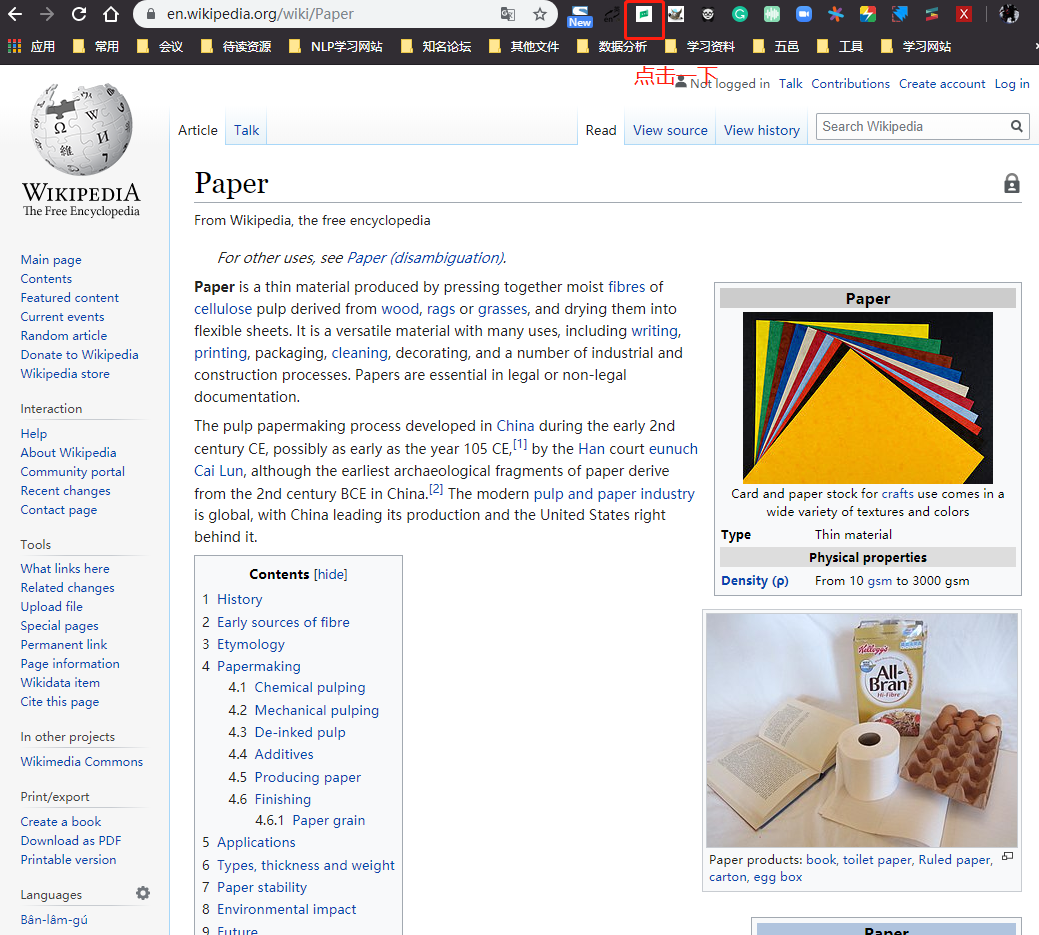 en.wikipedia.org/wiki/Paper
New
应用 常用 会议 待读资源 NLP学习网站 知名论坛 其他文件 数据分析 学习资料 五邑 工具 学习网站
点击一下
Not logged in Talk Contributions Create account Log in
Article Talk Read View source View history Search Wikipedia
WIKIPEDIA
The Free Encyclopedia
Main page
Contents
Featured content
Current events
Random article
Donate to Wikipedia
Wikipedia store
Interaction
Help
About Wikipedia
Community portal
Recent changes
Contact page
Tools
What links here
Related changes
Upload file
Special pages
Permanent link
Page information
Wikidata item
Cite this page
In other projects
Wikimedia Commons
Print/export
Create a book
Download as PDF
Printable version
Languages
Bân-lâm-gú
Paper
From Wikipedia, the free encyclopedia
For other uses, see Paper (disambiguation).
Paper is a thin material produced by pressing together moist fibres of
cellulose pulp derived from wood, rags or grasses, and drying them into
flexible sheets. It is a versatile material with many uses, including writing,
printing, packaging, cleaning, decorating, and a number of industrial and
construction processes. Papers are essential in legal or non-legal
documentation.
The pulp papermaking process developed in China during the early 2nd
century CE, possibly as early as the year 105 CE,[1] by the Han court eunuch
Cai Lun, although the earliest archaeological fragments of paper derive
from the 2nd century BCE in China.[2] The modern pulp and paper industry
is global, with China leading its production and the United States right
behind it.
Contents [hide]
1 History
2 Early sources of fibre
3 Etymology
4 Papermaking
4.1 Chemical pulping
4.2 Mechanical pulping
4.3 De-inked pulp
4.4 Additives
4.5 Producing paper
4.6 Finishing
4.6.1 Paper grain
5 Applications
6 Types, thickness and weight
7 Paper stability
8 Environmental impact
9 Future
Paper
Card and paper stock for crafts use comes in a
wide variety of textures and colors
Type Thin material
Physical properties
Density (ρ) From 10 gsm to 3000 gsm
Kellogg's
All-
Bran
Hi-Fibre
Paper products: book, toilet paper, Ruled paper,
carton, egg box
Paper